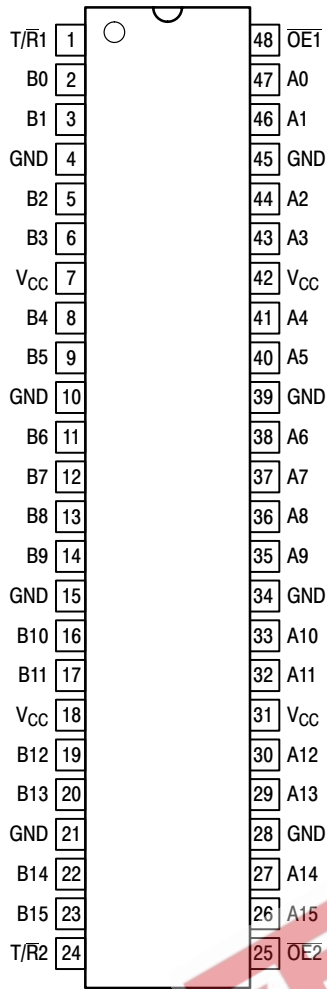 T/R̅1 1 48 O̅E̅1
B0 2 47 A0
B1 3 46 A1
GND 4 45 GND
B2 5 44 A2
B3 6 43 A3
VCC 7 42 VCC
B4 8 41 A4
B5 9 40 A5
GND 10 39 GND
B6 11 38 A6
B7 12 37 A7
B8 13 36 A8
B9 14 35 A9
GND 15 34 GND
B10 16 33 A10
B11 17 32 A11
VCC 18 31 VCC
B12 19 30 A12
B13 20 29 A13
GND 21 28 GND
B14 22 27 A14
B15 23 26 A15
T/R̅2 24 25 O̅E̅2